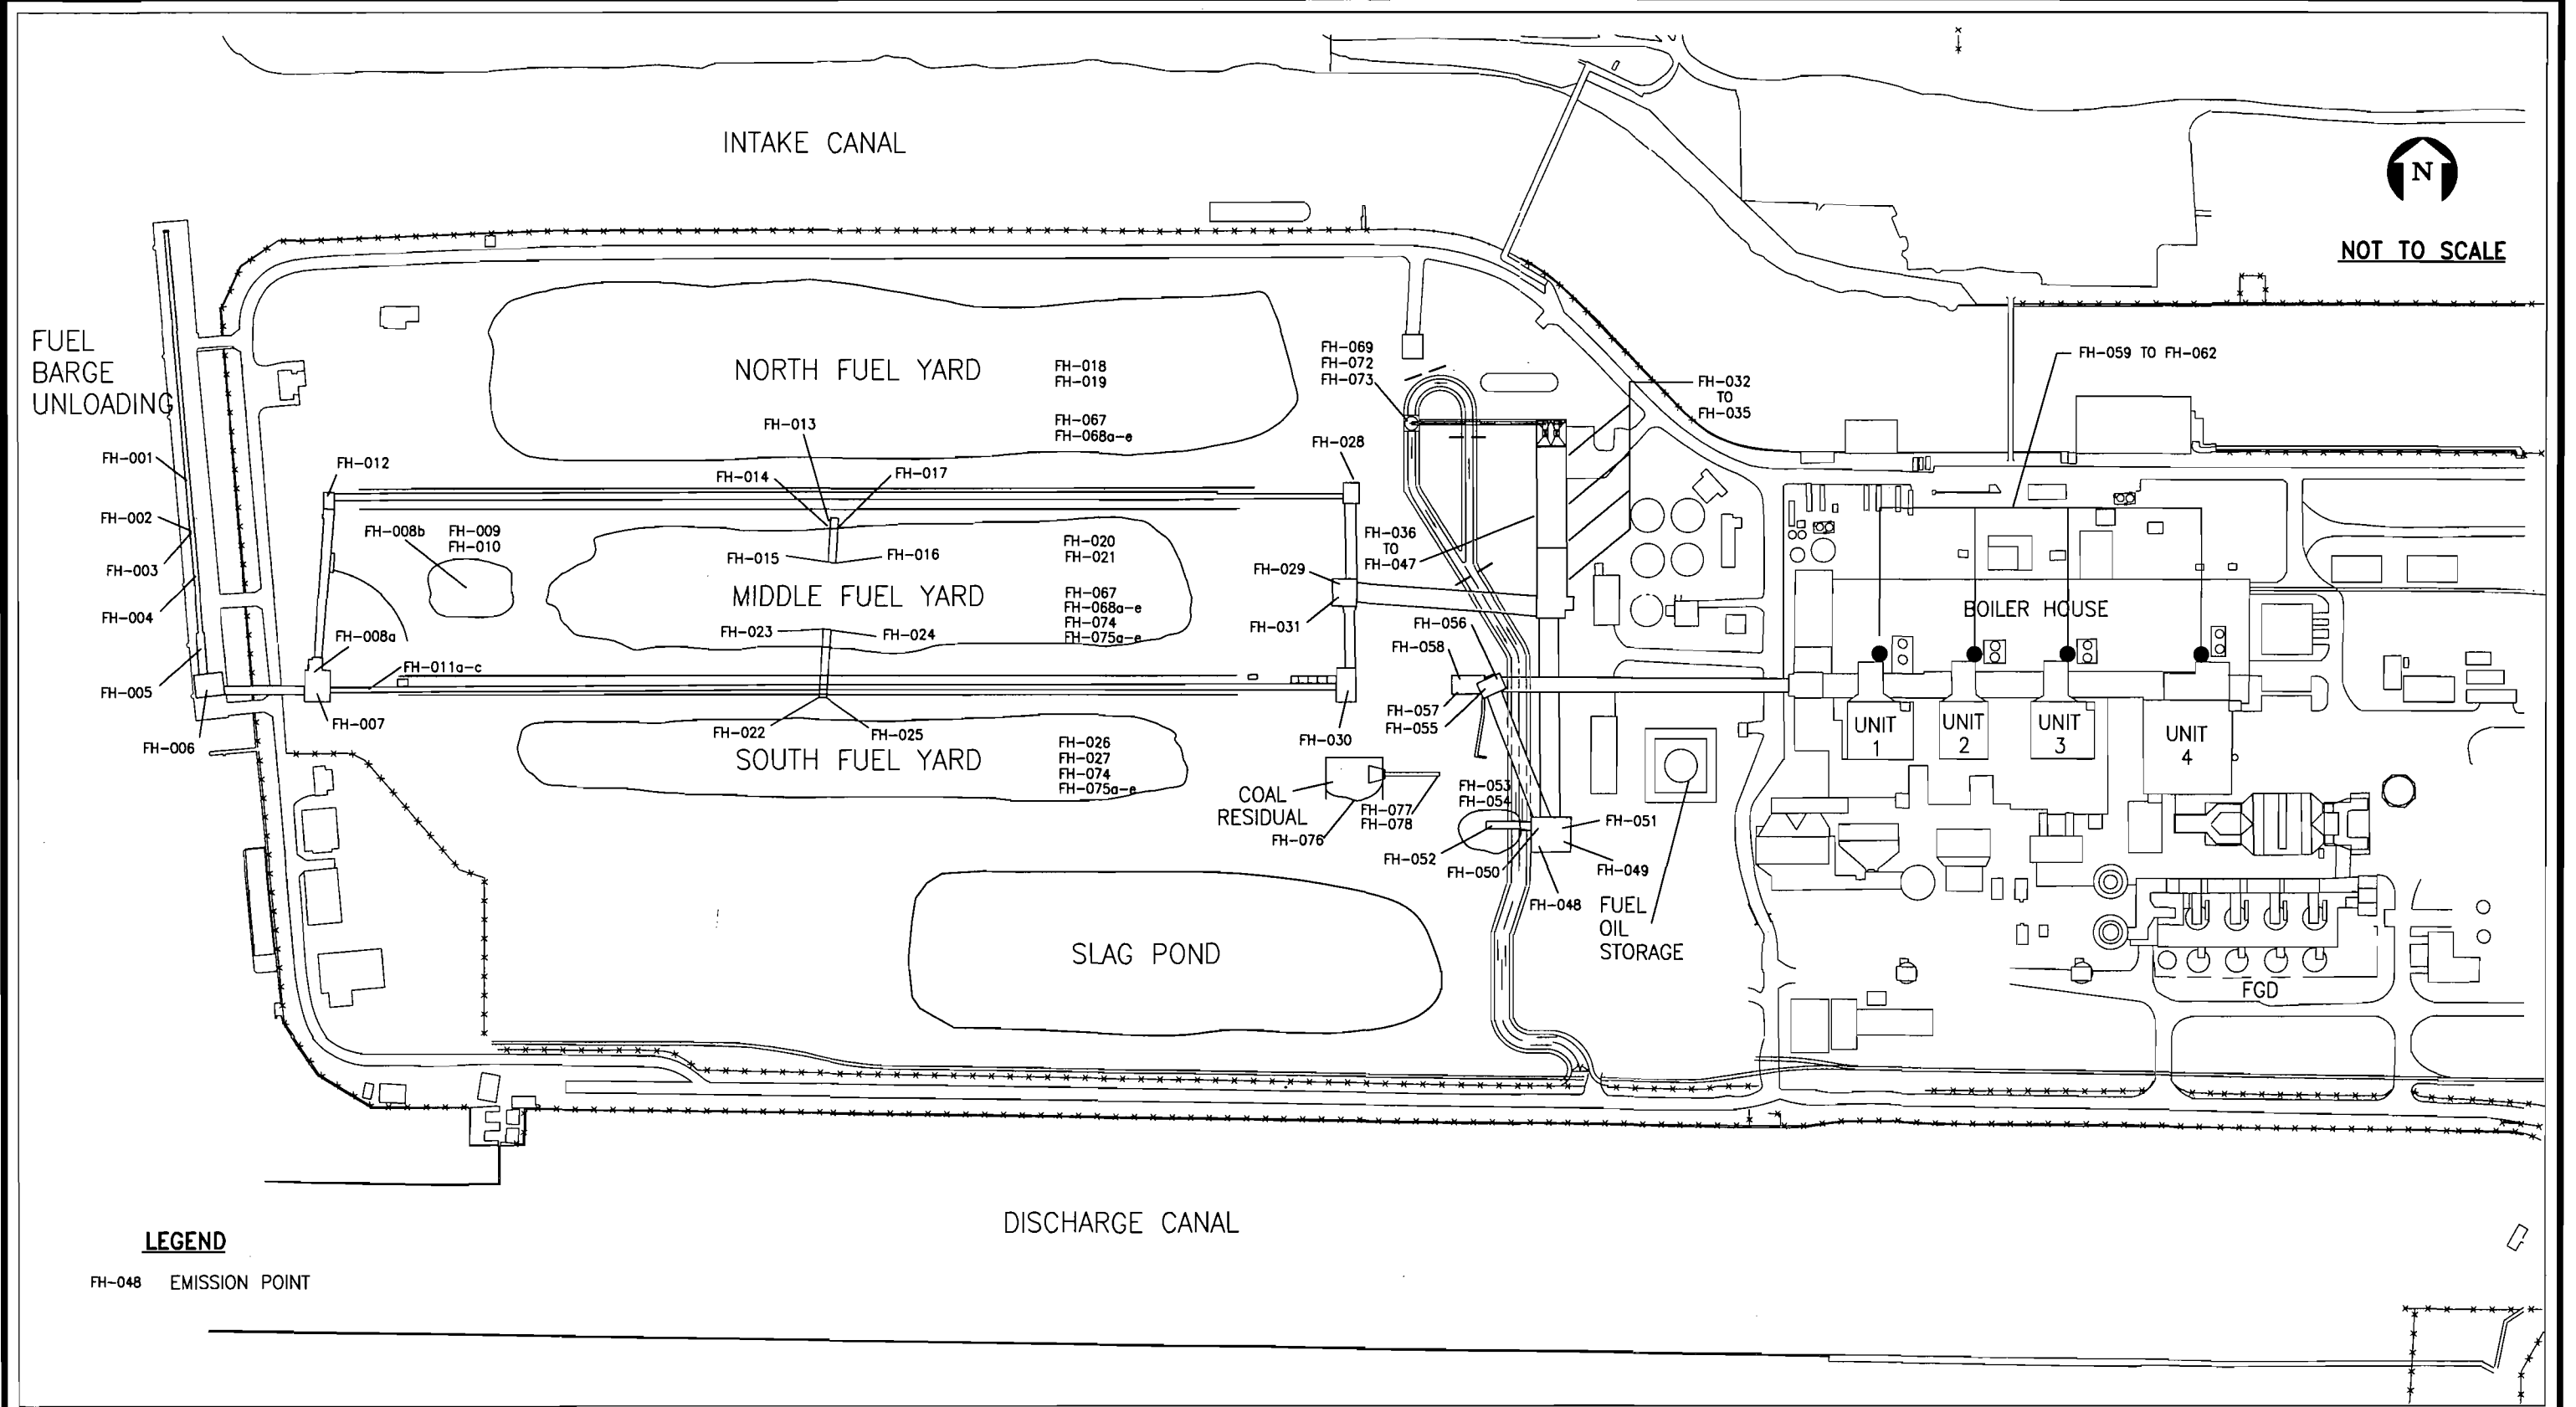 INTAKE CANAL
N
NOT TO SCALE
FUEL
BARGE
UNLOADING
NORTH FUEL YARD
FH-018
FH-019
FH-067
FH-068a-e
FH-069
FH-072
FH-073
FH-032
TO
FH-035
FH-059 TO FH-062
FH-001
FH-002
FH-003
FH-004
FH-005
FH-006
FH-007
FH-008a
FH-011a-c
FH-012
FH-008b
FH-009
FH-010
FH-013
FH-014
FH-017
FH-015
FH-016
MIDDLE FUEL YARD
FH-020
FH-021
FH-067
FH-068a-e
FH-074
FH-075a-e
FH-023
FH-024
FH-022
FH-025
SOUTH FUEL YARD
FH-026
FH-027
FH-074
FH-075a-e
FH-028
FH-029
FH-031
FH-030
FH-036
TO
FH-047
FH-056
FH-058
FH-057
FH-055
COAL
RESIDUAL
FH-076
FH-077
FH-078
FH-053
FH-054
FH-052
FH-050
FH-051
FH-049
FH-048
FUEL
OIL
STORAGE
BOILER HOUSE
UNIT
1
UNIT
2
UNIT
3
UNIT
4
FGD
SLAG POND
DISCHARGE CANAL
LEGEND
FH-048 EMISSION POINT